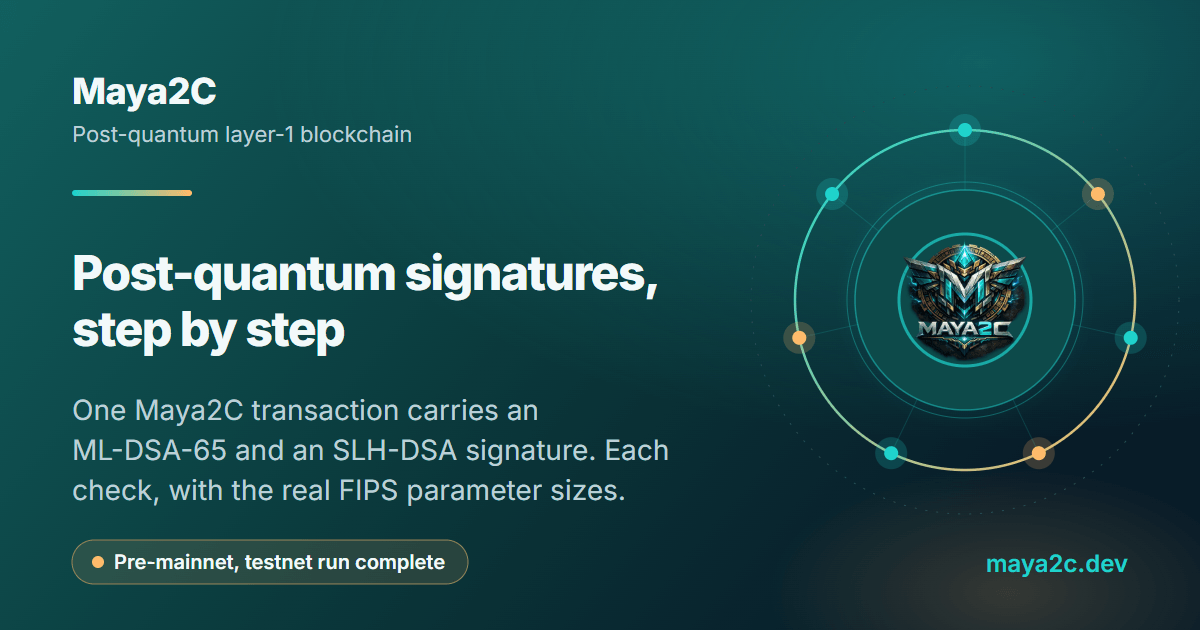 Maya2C
Post-quantum layer-1 blockchain
Post-quantum signatures,
step by step
One Maya2C transaction carries an
ML-DSA-65 and an SLH-DSA signature. Each
check, with the real FIPS parameter sizes.
Pre-mainnet, testnet run complete
MAYA2C
maya2c.dev